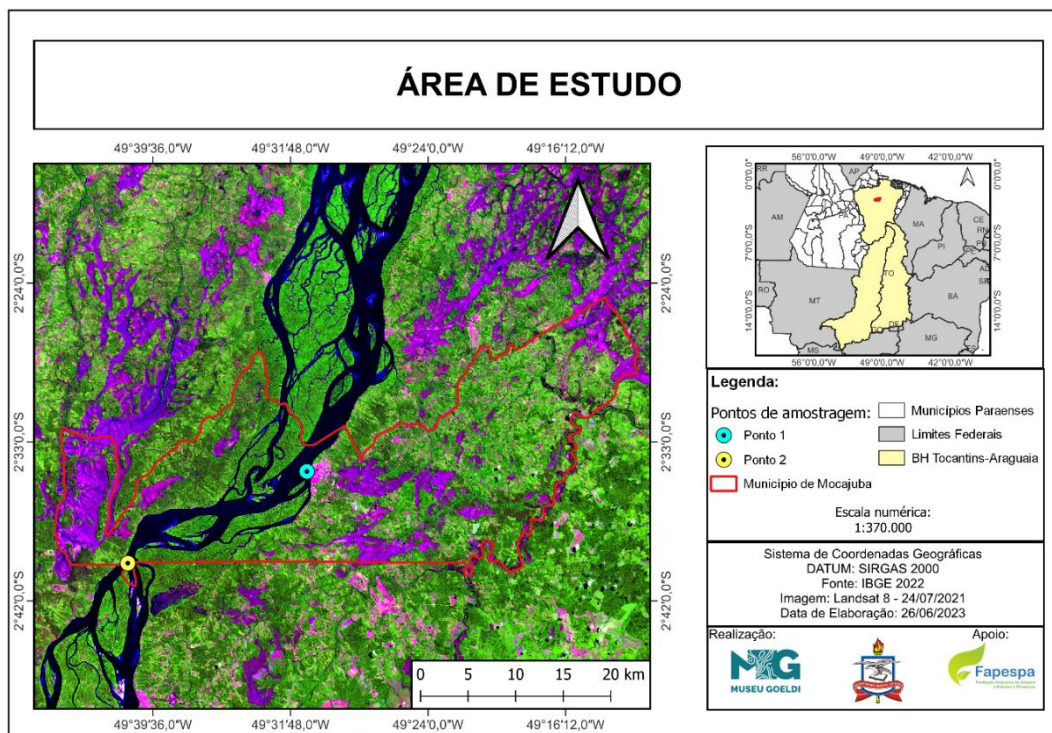 ÁREA DE ESTUDO
49°39'36,0"W 49°31'48,0"W 49°24'0,0"W 49°16'12,0"W
2°24'0,0"S 2°24'0,0"S
2°33'0,0"S 2°33'0,0"S
2°42'0,0"S 2°42'0,0"S
0 5 10 15 20 km
49°39'36,0"W 49°31'48,0"W 49°24'0,0"W 49°16'12,0"W
56°0'0,0"W 49°0'0,0"W 42°0'0,0"W
0°0'0,0"S 0°0'0,0"S
7°0'0,0"S 7°0'0,0"S
14°0'0,0"S 14°0'0,0"S
RR AP
AM PA MA CE
RN
PI PB
PE
RO MT TO BA
GO DF
MG
MS ES
56°0'0,0"W 49°0'0,0"W 42°0'0,0"W
Legenda:
Pontos de amostragem:
Ponto 1
Ponto 2
Município de Mocajuba
Municípios Paraenses
Limites Federais
BH Tocantins-Araguaia
Escala numérica:
1:370.000
Sistema de Coordenadas Geográficas
DATUM: SIRGAS 2000
Fonte: IBGE 2022
Imagem: Landsat 8 - 24/07/2021
Data de Elaboração: 26/06/2023
Realização: Apoio:
MUSEU GOELDI
Fapespa